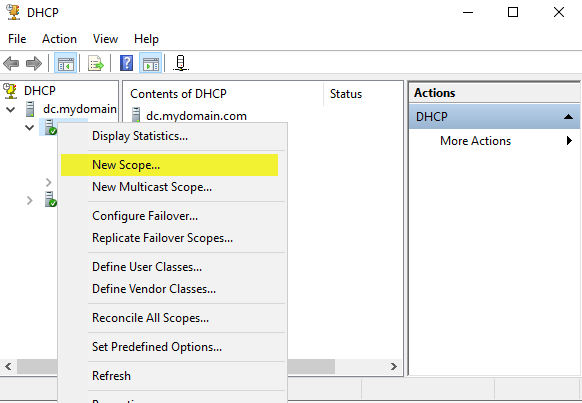 DHCP
File Action View Help
DHCP
dc.mydomain
Contents of DHCP Status
dc.mydomain.com
Actions
DHCP
More Actions
Display Statistics...
New Scope...
New Multicast Scope...
Configure Failover...
Replicate Failover Scopes...
Define User Classes...
Define Vendor Classes...
Reconcile All Scopes...
Set Predefined Options...
Refresh